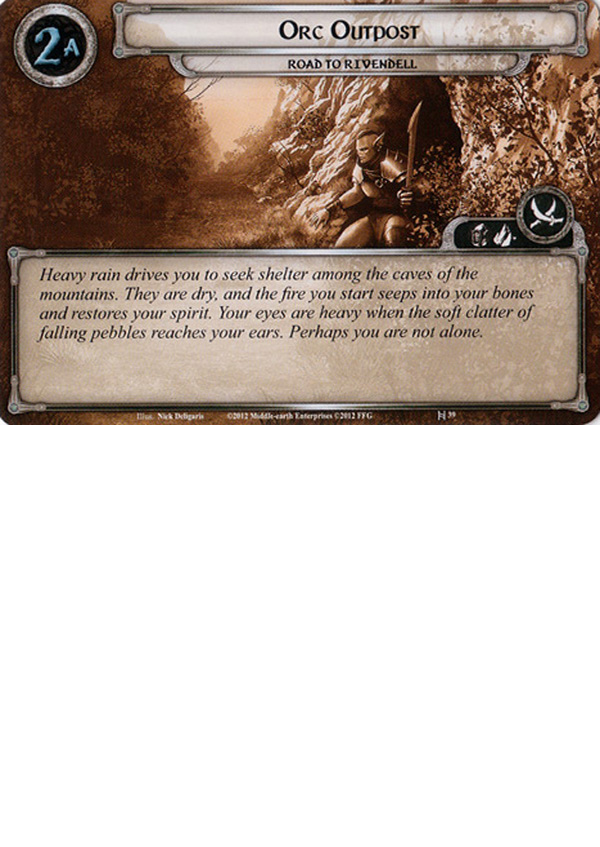 2A
Orc Outpost
ROAD TO RIVENDELL
Heavy rain drives you to seek shelter among the caves of the
mountains. They are dry, and the fire you start seeps into your bones
and restores your spirit. Your eyes are heavy when the soft clatter of
falling pebbles reaches your ears. Perhaps you are not alone.
Illus. Nick Deligaris ©2012 Middle-earth Enterprises ©2012 FFG 39